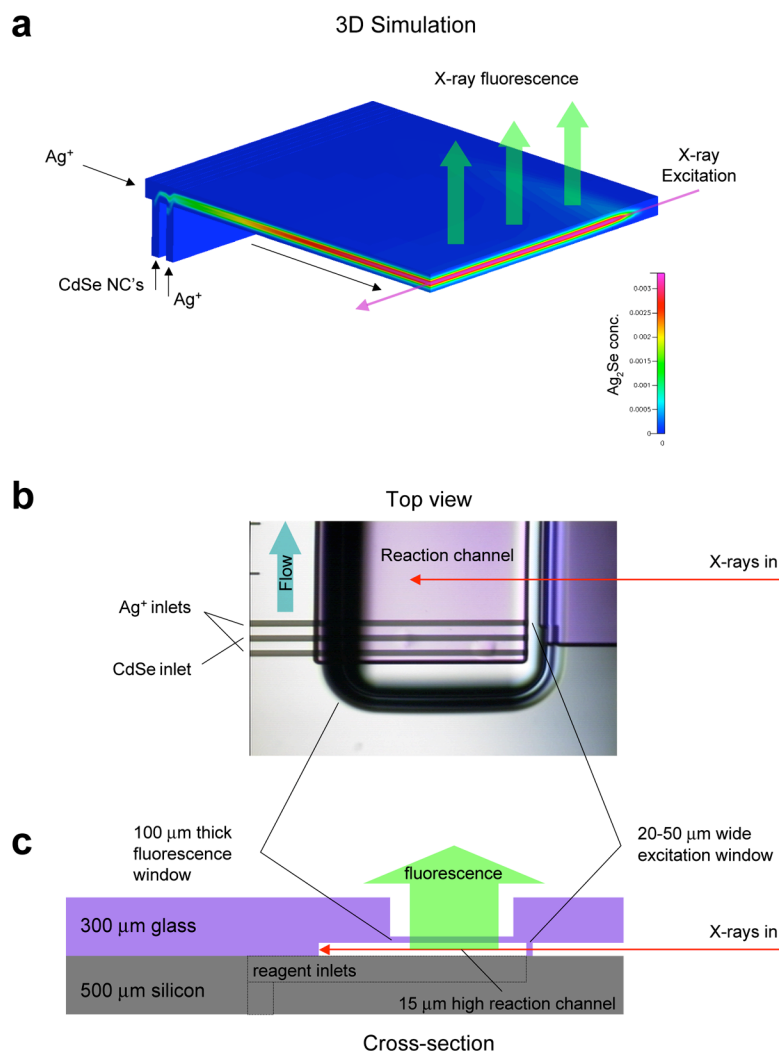 a
3D Simulation
X-ray fluorescence
Ag⁺
X-ray
Excitation
CdSe NC's
Ag⁺
Ag₂Se conc.
0.003
0.0025
0.002
0.0015
0.001
0.0005
0
0
b
Top view
Flow
Reaction channel
X-rays in
Ag⁺ inlets
CdSe inlet
c
100 µm thick
fluorescence
window
20-50 µm wide
excitation window
fluorescence
300 µm glass
X-rays in
reagent inlets
500 µm silicon
15 µm high reaction channel
Cross-section